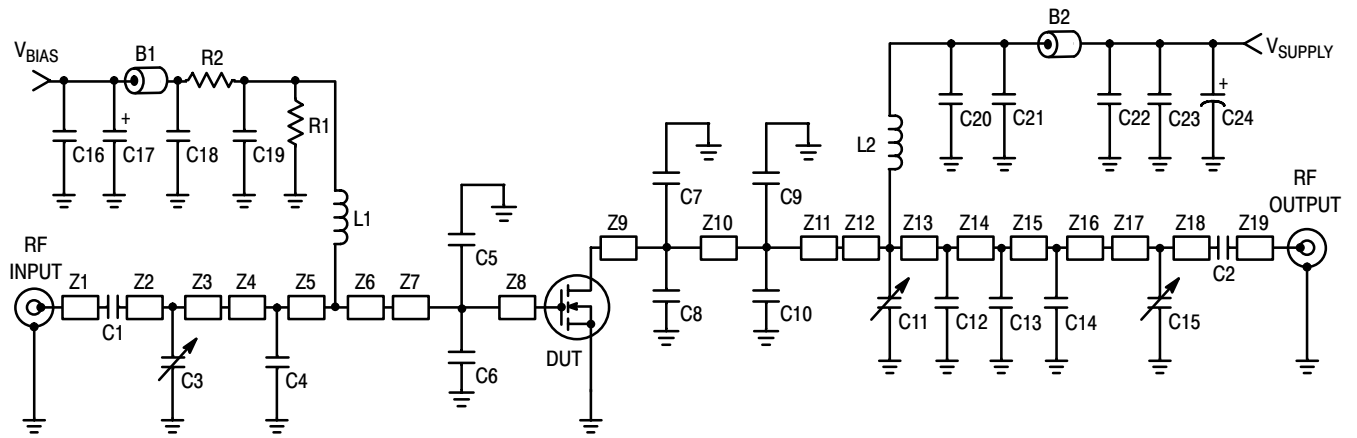 V_BIAS
B1
R2
R1
C16
+
C17
C18
C19
L1
RF
INPUT
Z1
C1
Z2
C3
Z3
Z4
C4
Z5
Z6
Z7
C5
C6
Z8
DUT
Z9
C7
C8
Z10
C9
C10
Z11
Z12
L2
B2
V_SUPPLY
C20
C21
C22
C23
+
C24
C11
Z13
C12
Z14
C13
Z15
C14
Z16
Z17
C15
Z18
C2
Z19
RF
OUTPUT